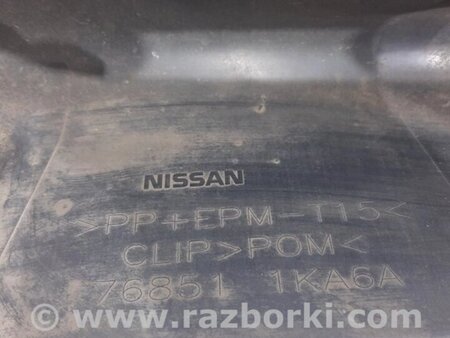 NISSAN
>PP+EPM-T15<
CLIP>POM<
76851 1KA6A
© www.razborki.com/